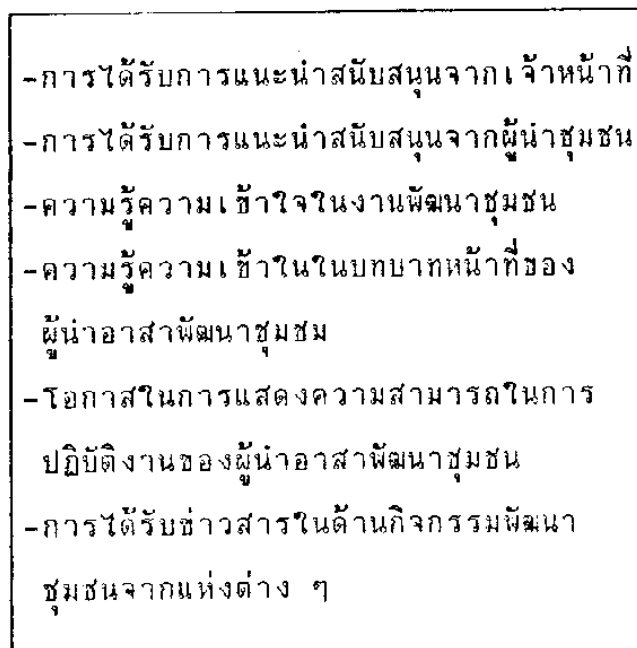 -การได้รับการแนะนำสนับสนุนจากเจ้าหน้าที่
-การได้รับการแนะนำสนับสนุนจากผู้นำชุมชน
-ความรู้ความเข้าใจในงานพัฒนาชุมชน
-ความรู้ความเข้าในในบทบาทหน้าที่ของ
ผู้นำอาสาพัฒนาชุมชม
-โอกาสในการแสดงความสามารถในการ
ปฏิบัติงานของผู้นำอาสาพัฒนาชุมชน
-การได้รับข่าวสารในด้านกิจกรรมพัฒนา
ชุมชนจากแห่งต่าง ๆ